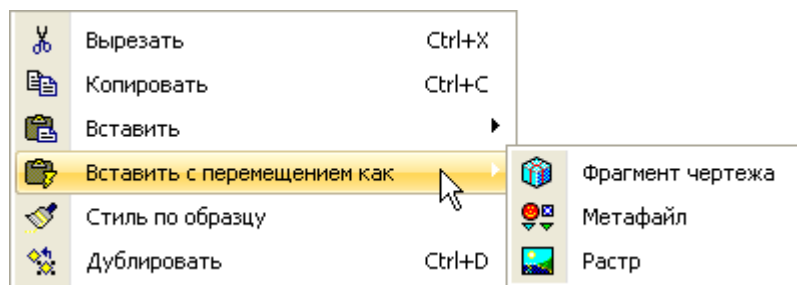 Вырезать Ctrl+X
Копировать Ctrl+C
Вставить
Вставить с перемещением как
Фрагмент чертежа
Стиль по образцу
Метафайл
Дублировать Ctrl+D
Растр